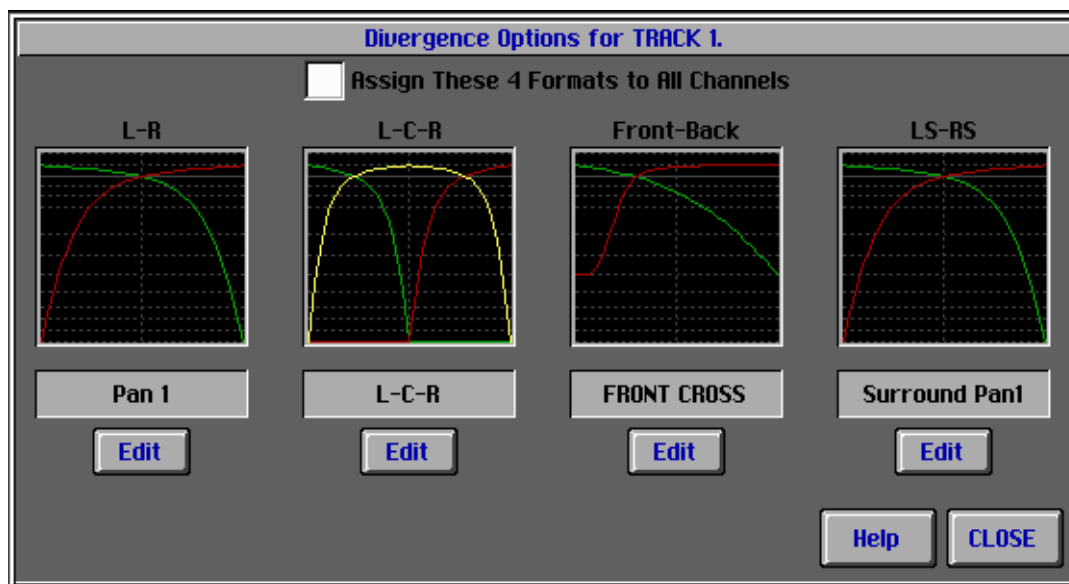 Divergence Options for TRACK 1.
Assign These 4 Formats to All Channels
L-R
L-C-R
Front-Back
LS-RS
Pan 1
L-C-R
FRONT CROSS
Surround Pan1
Edit
Edit
Edit
Edit
Help
CLOSE